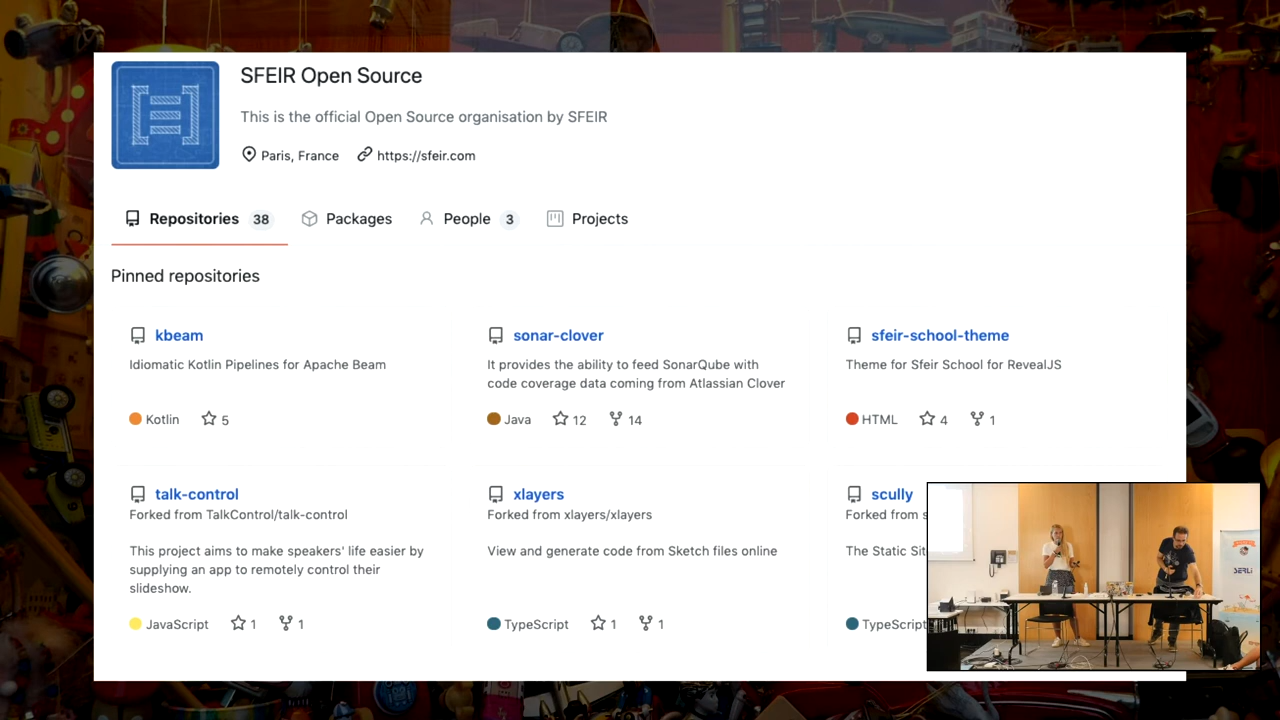 SFEIR Open Source
This is the official Open Source organisation by SFEIR
Paris, France
https://sfeir.com
Repositories 38
Packages
People 3
Projects
Pinned repositories
kbeam
Idiomatic Kotlin Pipelines for Apache Beam
Kotlin 5
sonar-clover
It provides the ability to feed SonarQube with
code coverage data coming from Atlassian Clover
Java 12 14
sfeir-school-theme
Theme for Sfeir School for RevealJS
HTML 4 1
talk-control
Forked from TalkControl/talk-control
This project aims to make speakers' life easier by
supplying an app to remotely control their
slideshow.
JavaScript 1 1
xlayers
Forked from xlayers/xlayers
View and generate code from Sketch files online
TypeScript 1 1
scully
Forked from s
The Static Sit
TypeScript
SERLI